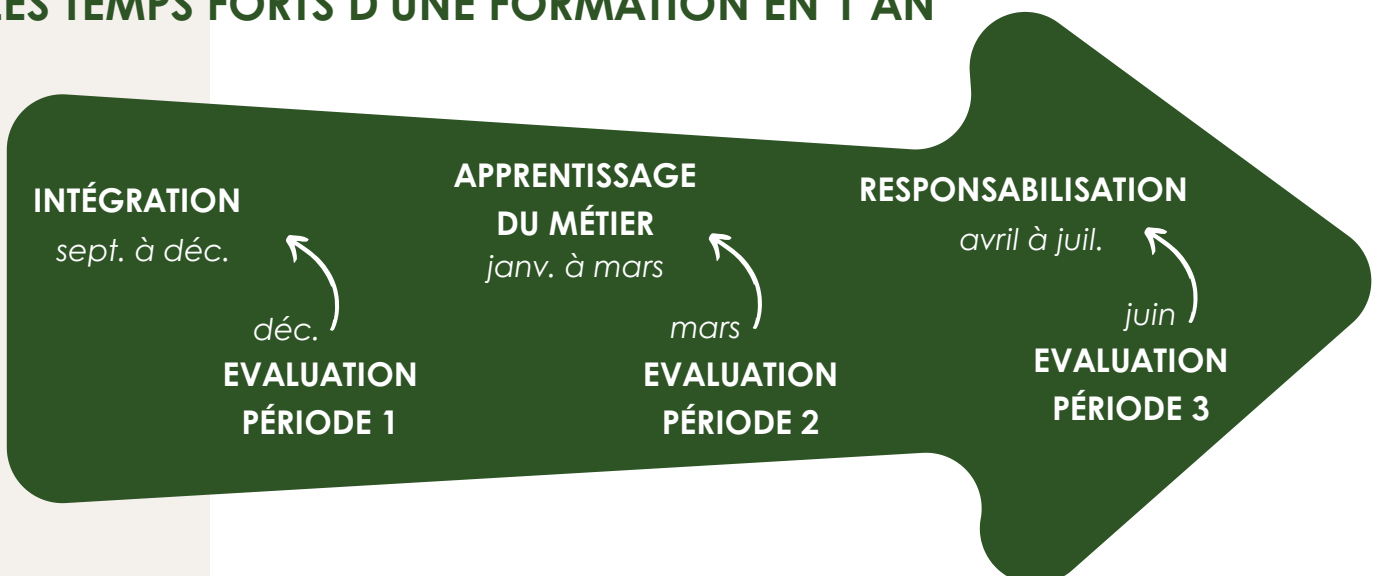 LES TEMPS FORTS D'UNE FORMATION EN 1 AN
INTÉGRATION
sept. à déc.
déc.
EVALUATION
PÉRIODE 1
APPRENTISSAGE
DU MÉTIER
janv. à mars
mars
EVALUATION
PÉRIODE 2
RESPONSABILISATION
avril à juil.
juin
EVALUATION
PÉRIODE 3